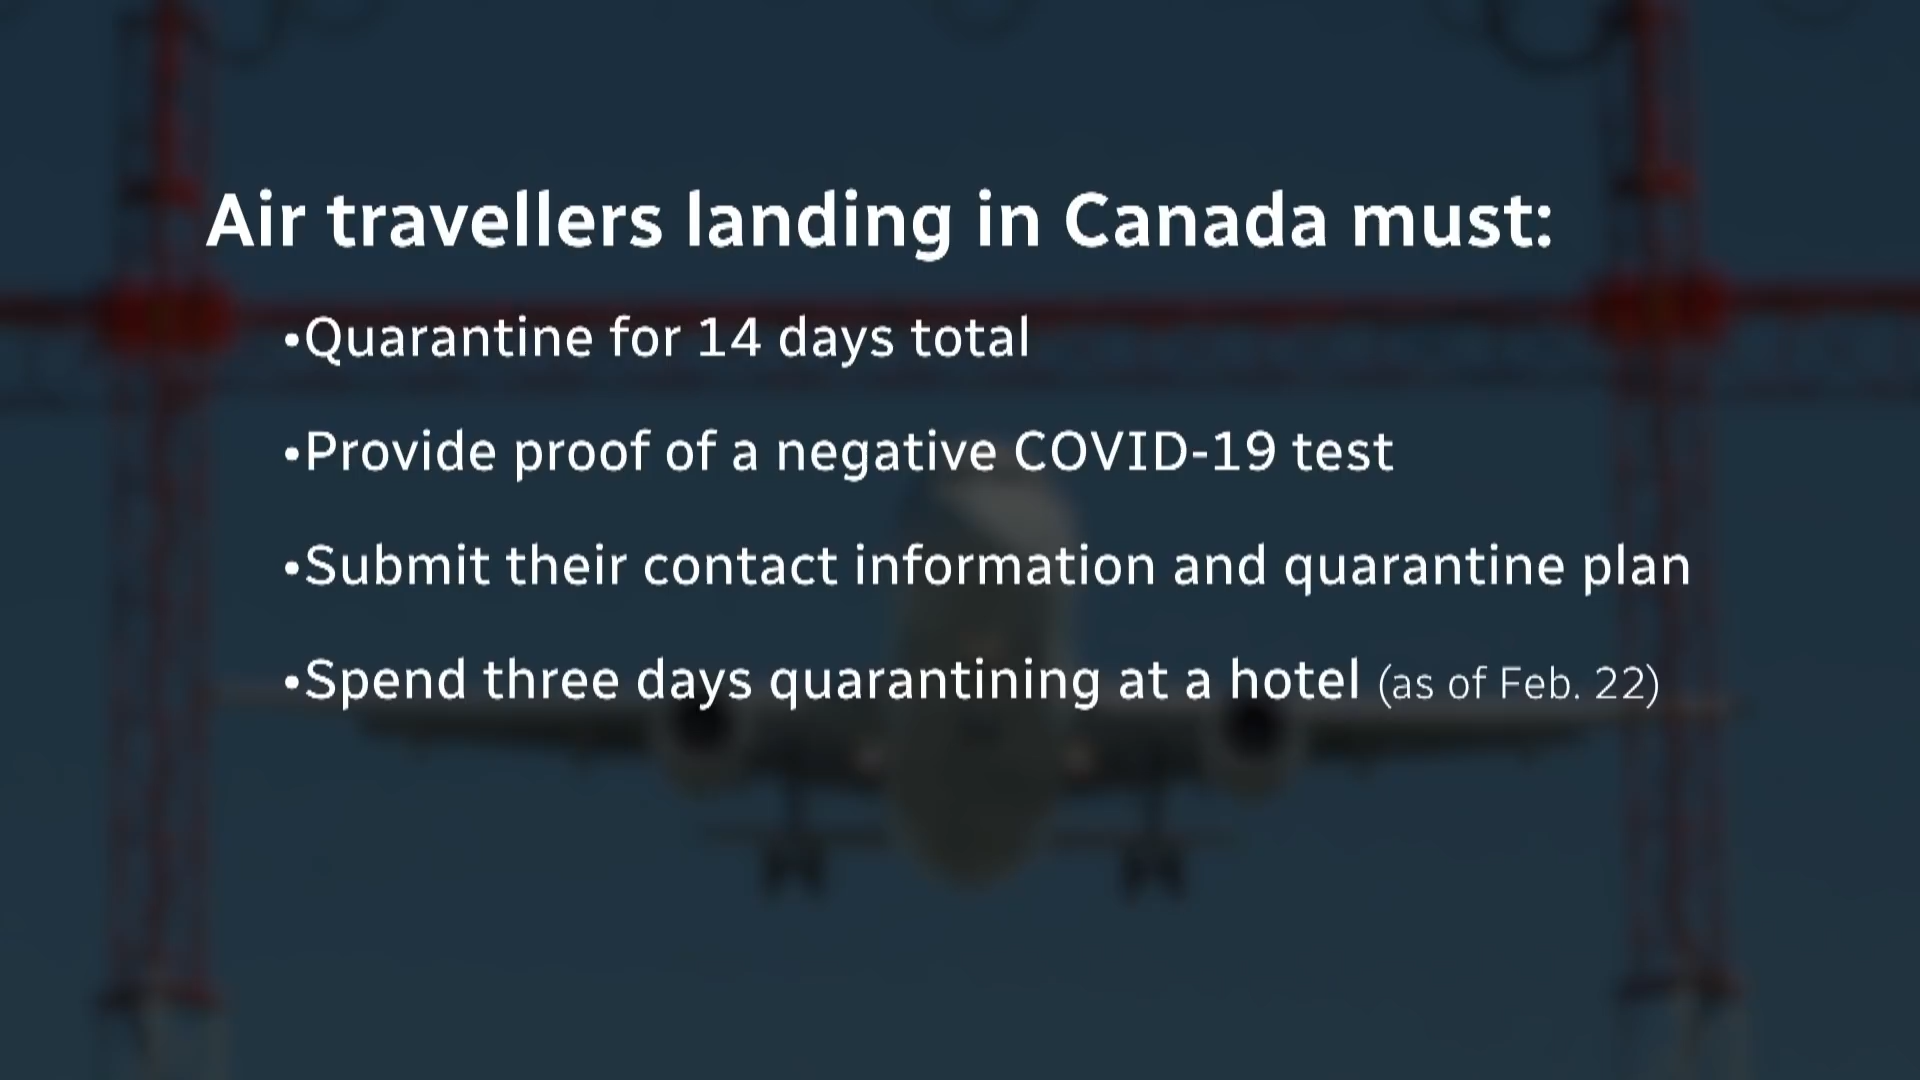 Air travellers landing in Canada must:
•Quarantine for 14 days total
•Provide proof of a negative COVID-19 test
•Submit their contact information and quarantine plan
•Spend three days quarantining at a hotel (as of Feb. 22)